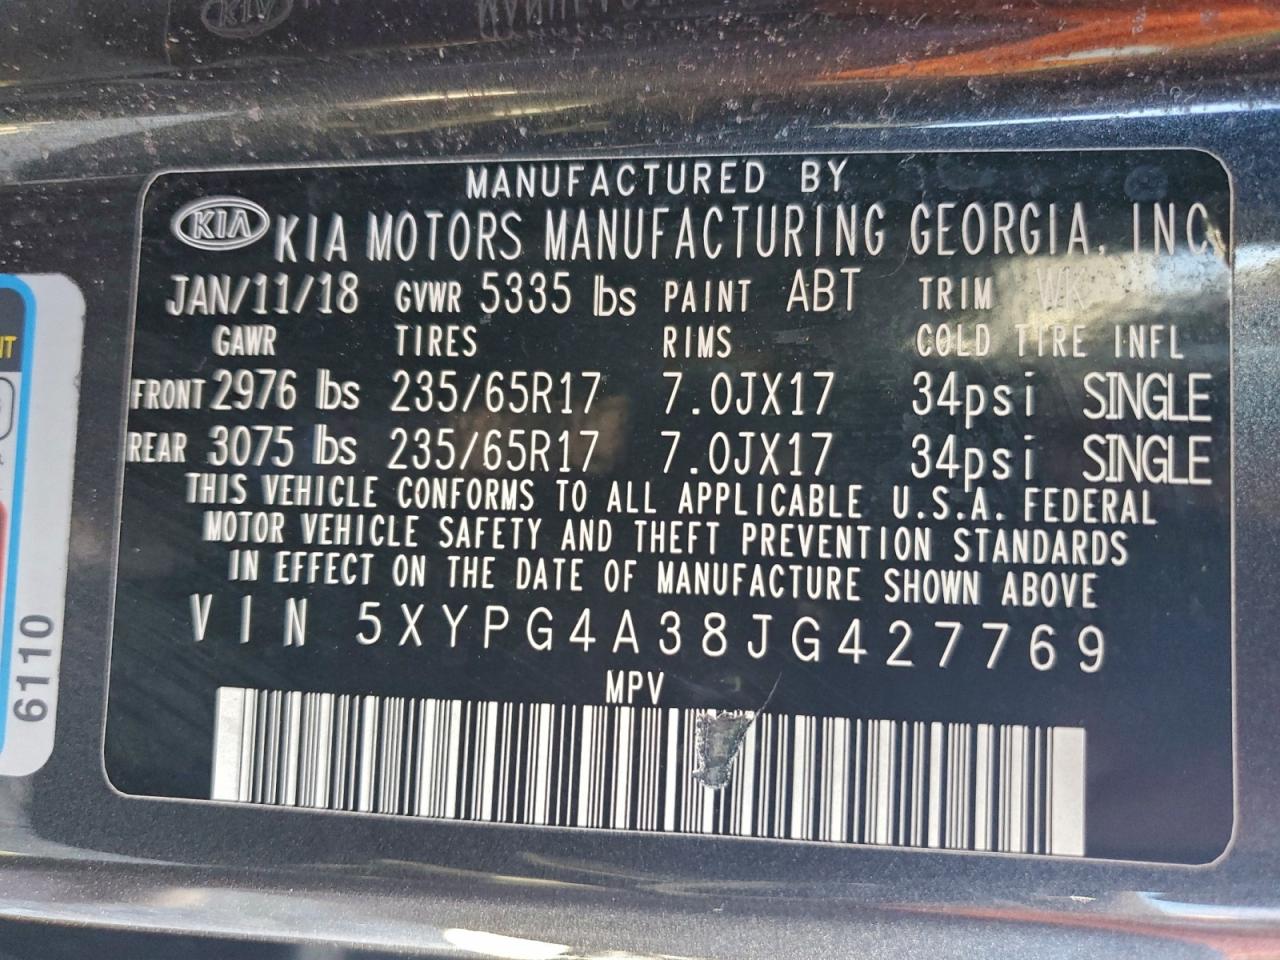 MANUFACTURED BY
KIA KIA MOTORS MANUFACTURING GEORGIA, INC
JAN/11/18 GVWR 5335 lbs PAINT ABT TRIM WK
GAWR TIRES RIMS COLD TIRE INFL
FRONT 2976 lbs 235/65R17 7.0JX17 34psi SINGLE
REAR 3075 lbs 235/65R17 7.0JX17 34psi SINGLE
THIS VEHICLE CONFORMS TO ALL APPLICABLE U.S.A. FEDERAL
MOTOR VEHICLE SAFETY AND THEFT PREVENTION STANDARDS
IN EFFECT ON THE DATE OF MANUFACTURE SHOWN ABOVE
VIN 5XYPG4A38JG427769
MPV
6110